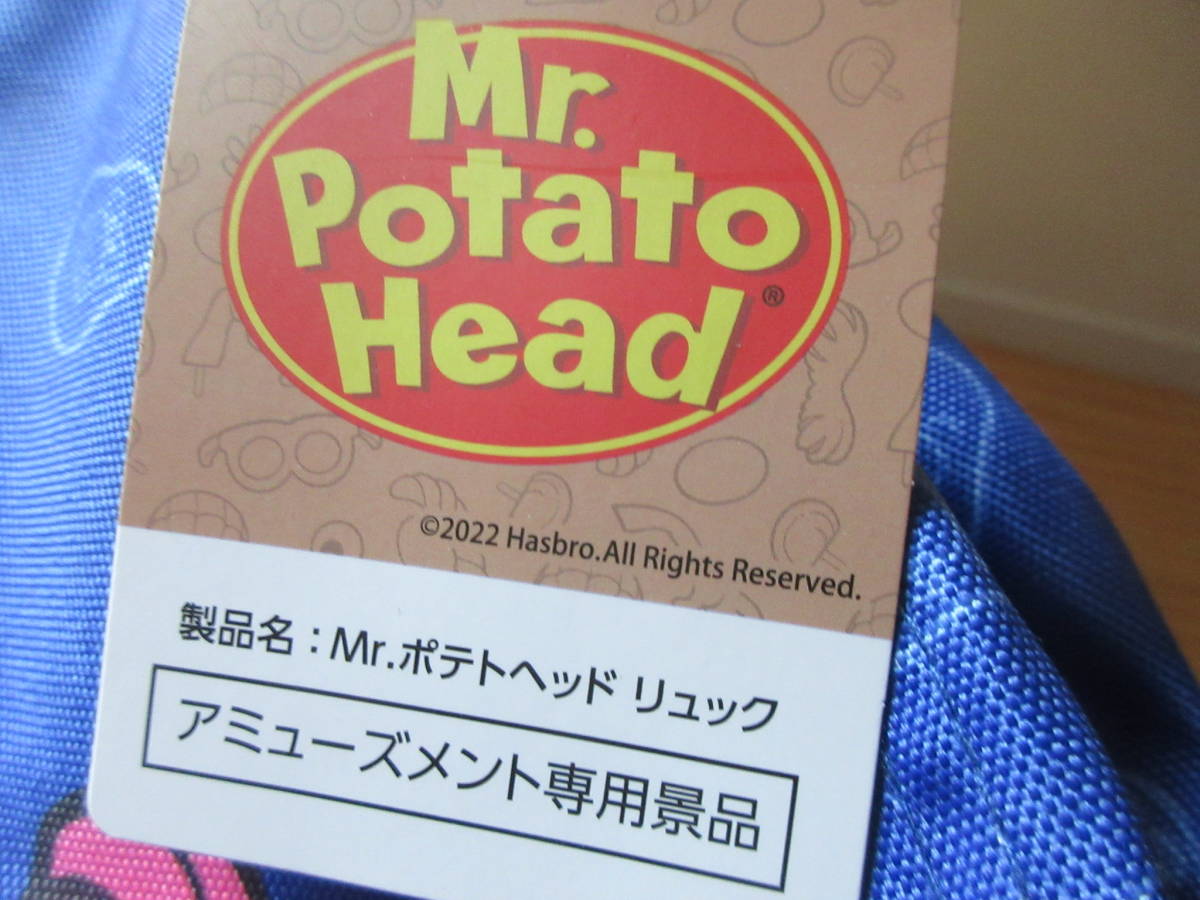 Mr.
Potato
Head®
©2022 Hasbro.All Rights Reserved.
製品名：Mr.ポテトヘッド リュック
アミューズメント専用景品